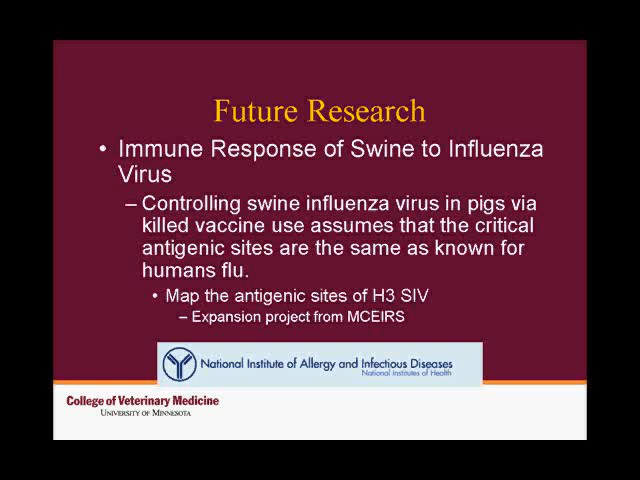 Future Research
• Immune Response of Swine to Influenza
Virus
– Controlling swine influenza virus in pigs via
killed vaccine use assumes that the critical
antigenic sites are the same as known for
humans flu.
• Map the antigenic sites of H3 SIV
– Expansion project from MCEIRS
National Institute of Allergy and Infectious Diseases
National Institutes of Health
College of Veterinary Medicine
UNIVERSITY OF MINNESOTA